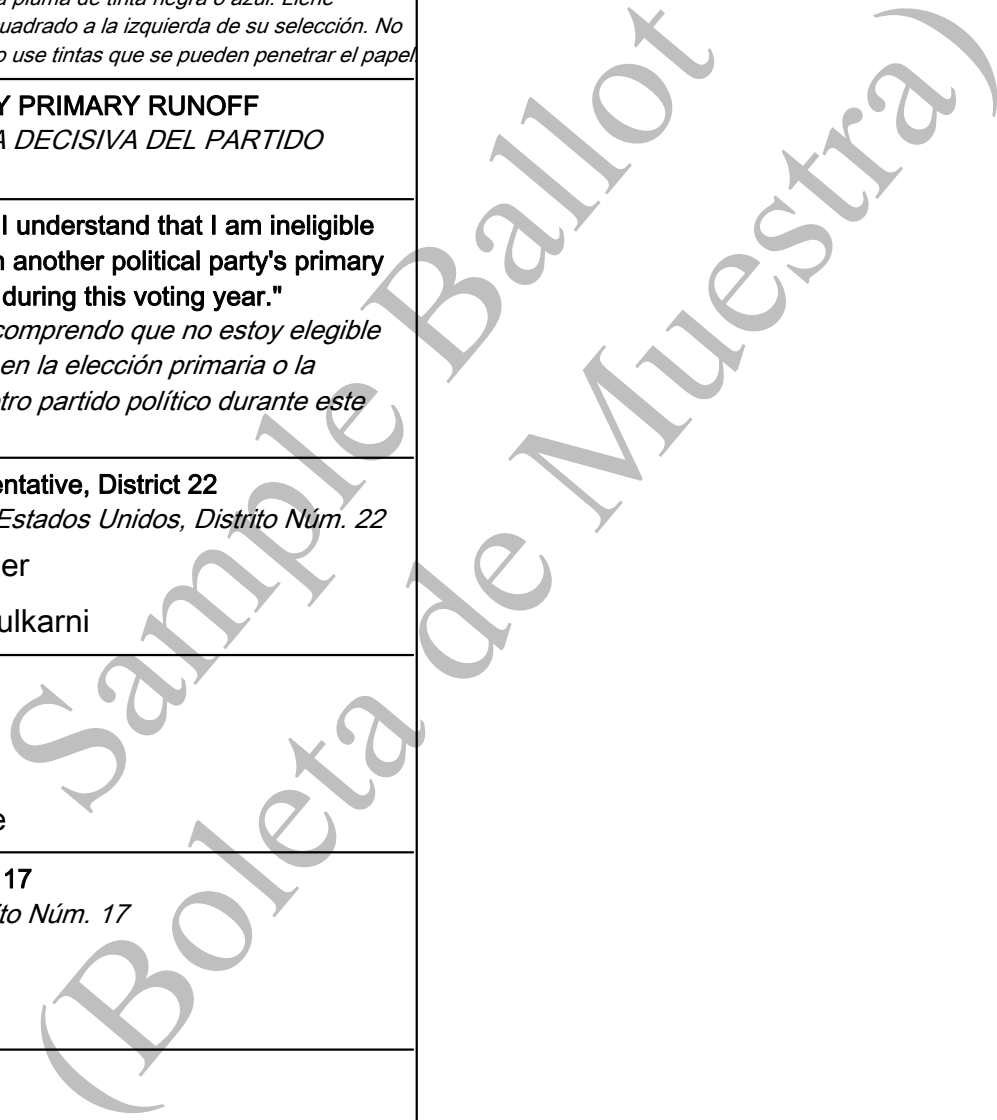 a pluma de tinta negra o azul. Llene
uadrado a la izquierda de su selección. No
o use tintas que se pueden penetrar el papel.
Y PRIMARY RUNOFF
A DECISIVA DEL PARTIDO
I understand that I am ineligible
n another political party's primary
during this voting year."
comprendo que no estoy elegible
en la elección primaria o la
otro partido político durante este
entative, District 22
Estados Unidos, Distrito Núm. 22
er
ulkarni
e
17
ito Núm. 17
Sample Ballot
(Boleta de Muestra)